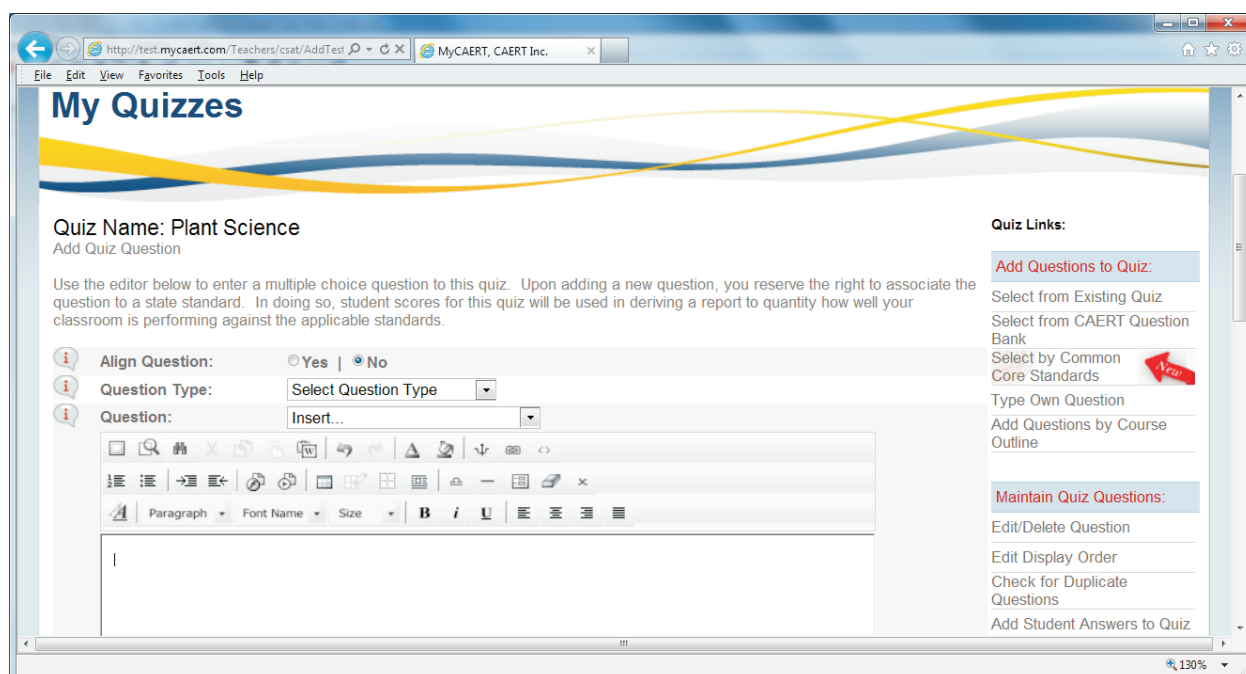 http://test.mycaert.com/Teachers/csat/AddTest
MyCAERT, CAERT Inc.
File Edit View Favorites Tools Help
My Quizzes
Quiz Name: Plant Science
Add Quiz Question
Use the editor below to enter a multiple choice question to this quiz. Upon adding a new question, you reserve the right to associate the
question to a state standard. In doing so, student scores for this quiz will be used in deriving a report to quantity how well your
classroom is performing against the applicable standards.
Align Question: Yes | No
Question Type: Select Question Type
Question: Insert...
Paragraph Font Name Size B i U
Quiz Links:
Add Questions to Quiz:
Select from Existing Quiz
Select from CAERT Question
Bank
Select by Common
Core Standards
New
Type Own Question
Add Questions by Course
Outline
Maintain Quiz Questions:
Edit/Delete Question
Edit Display Order
Check for Duplicate
Questions
Add Student Answers to Quiz
130%